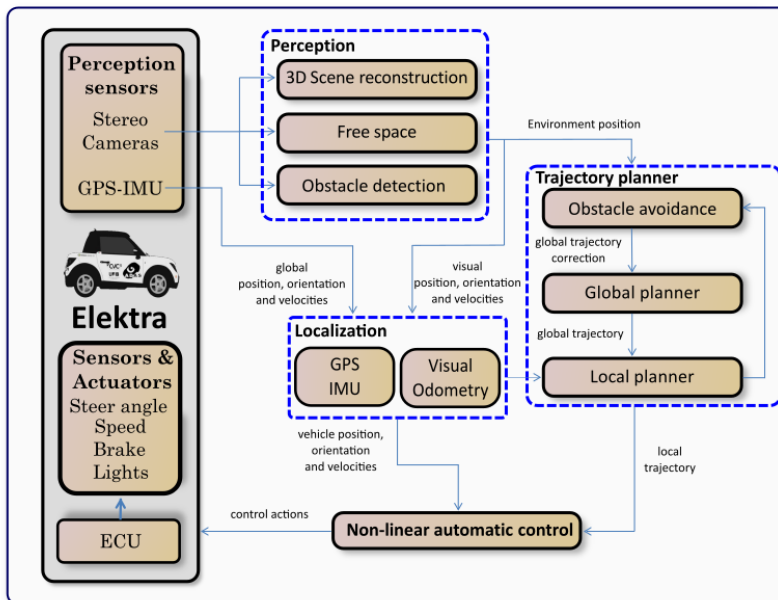 Perception
sensors
Stereo
Cameras
GPS-IMU
Elektra
Sensors &
Actuators
Steer angle
Speed
Brake
Lights
ECU
Perception
3D Scene reconstruction
Free space
Obstacle detection
Environment position
Trajectory planner
Obstacle avoidance
global trajectory
correction
Global planner
global trajectory
Local planner
global
position, orientation
and velocities
visual
position, orientation
and velocities
Localization
GPS
IMU
Visual
Odometry
vehicle position,
orientation
and velocities
local
trajectory
Non-linear automatic control
control actions